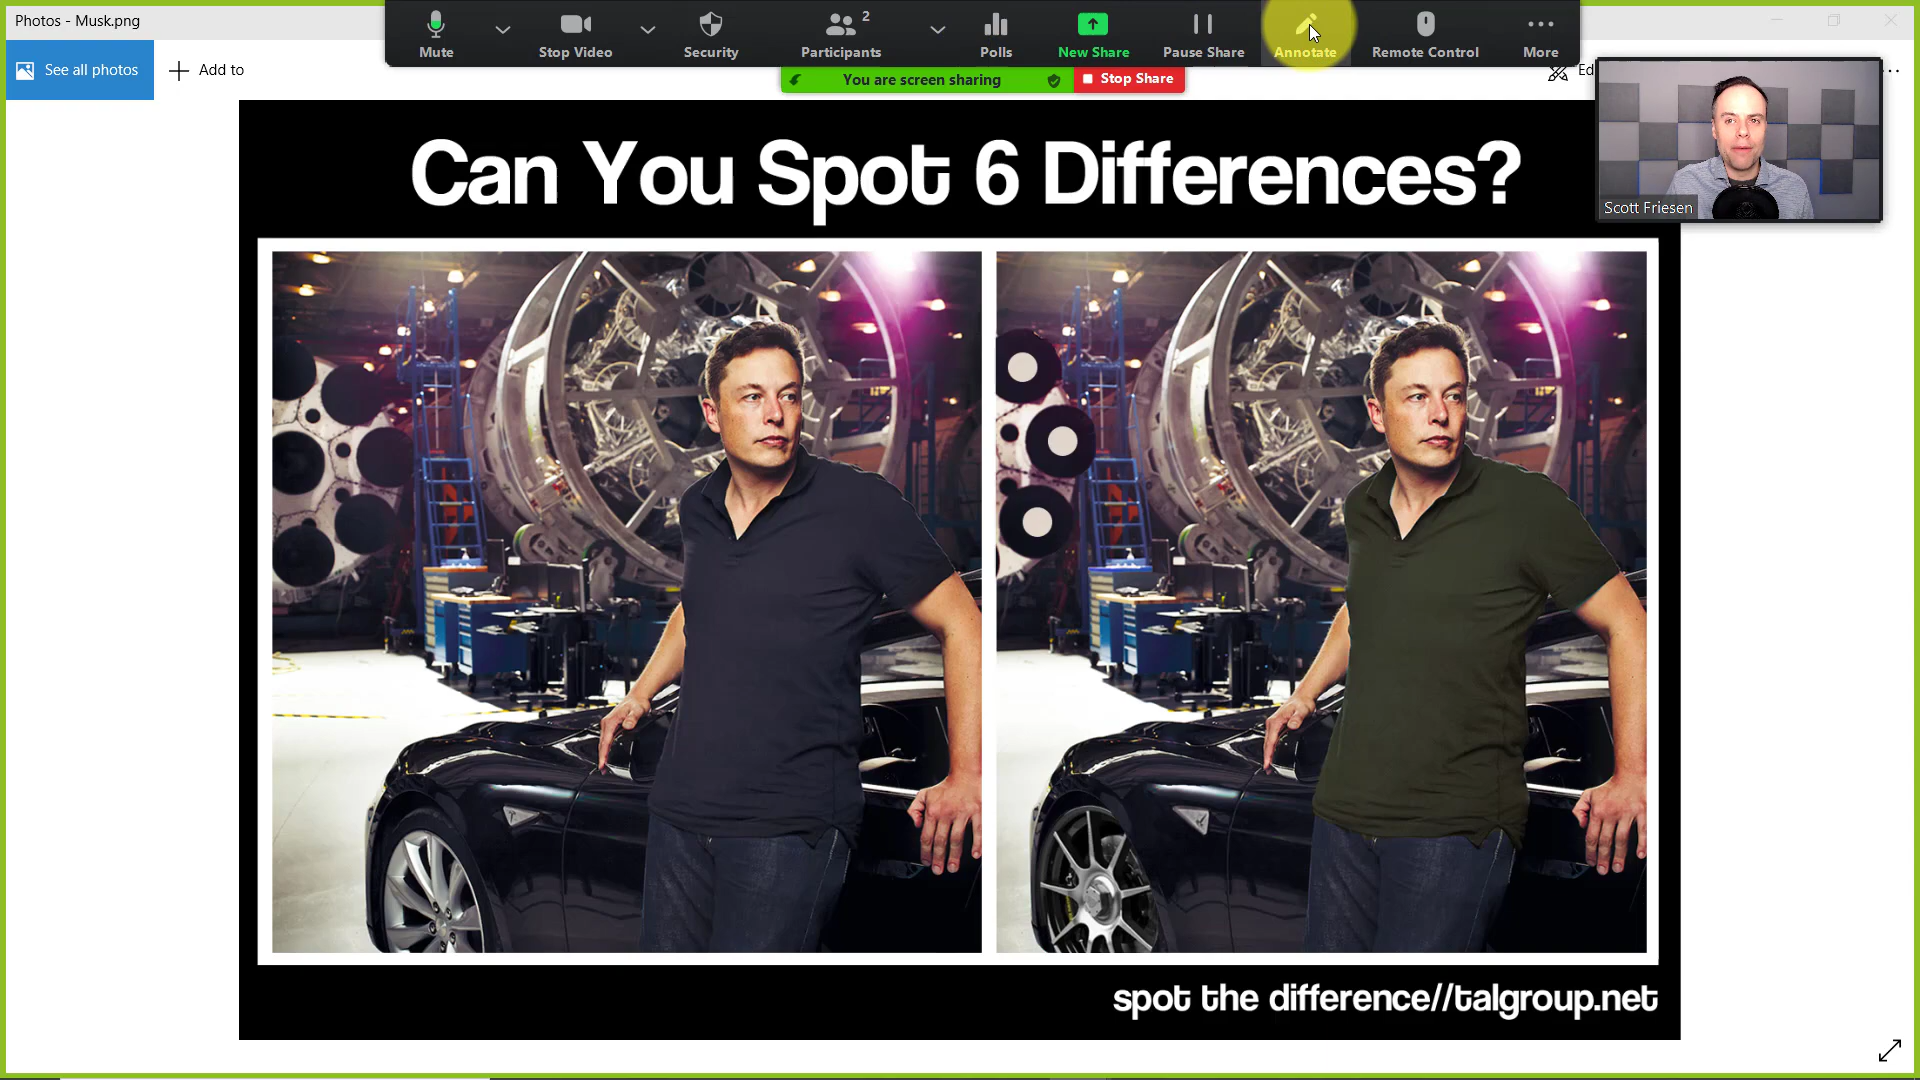 Photos - Musk.png
Mute
Stop Video
Security
2
Participants
Polls
New Share
Pause Share
Annotate
Remote Control
More
See all photos
Add to
You are screen sharing
Stop Share
Ed
Scott Friesen
Can You Spot 6 Differences?
spot the difference//talgroup.net